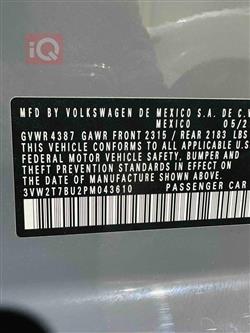 iQ
MFD BY VOLKSWAGEN DE MEXICO S.A. DE C.V
MEXICO 05/2
GVWR 4387 GAWR FRONT 2315 / REAR 2183 LBS
THIS VEHICLE CONFORMS TO ALL APPLICABLE
FEDERAL MOTOR VEHICLE SAFETY, BUMPER AND
THEFT PREVENTION STANDARDS IN EFFECT ON
THE DATE OF MANUFACTURE SHOWN ABOVE.
3VW2T7BU2PM043610 PASSENGER CAR